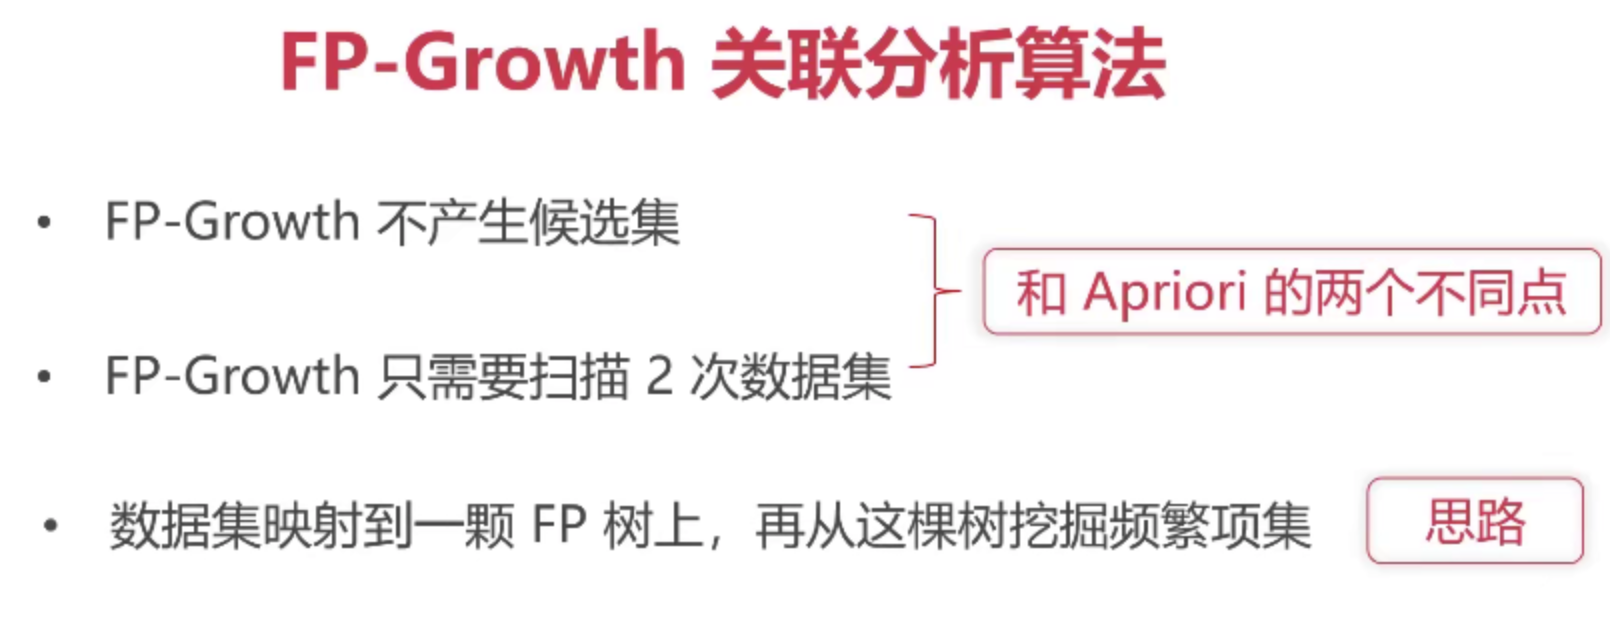 FP-Growth 关联分析算法
• FP-Growth 不产生候选集
和 Apriori 的两个不同点
• FP-Growth 只需要扫描 2 次数据集
• 数据集映射到一颗 FP 树上，再从这棵树挖掘频繁项集
思路